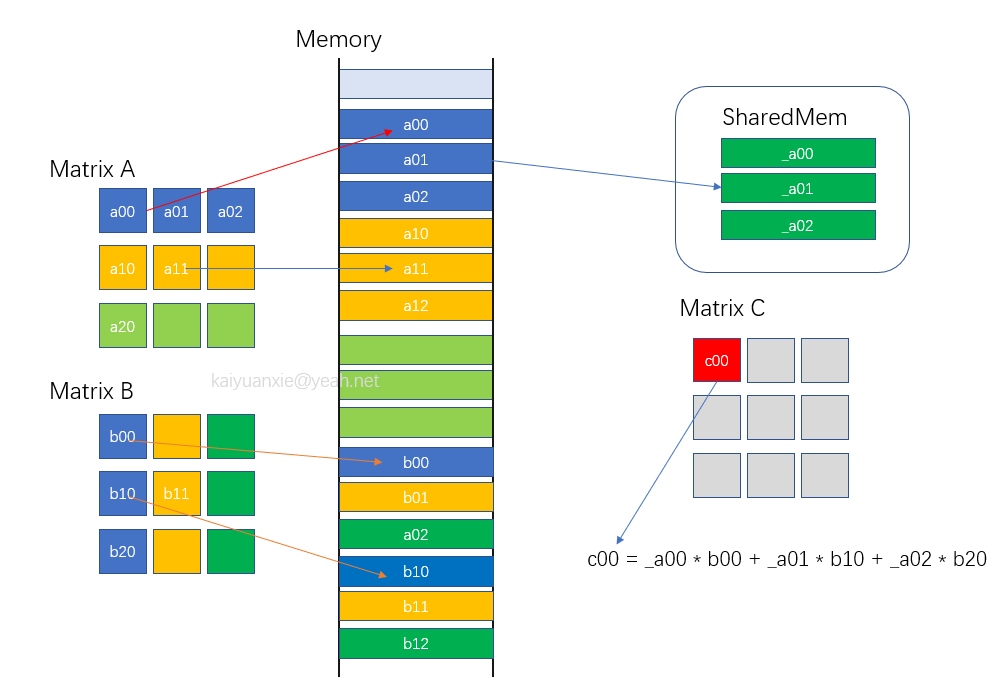 Memory
a00
a01
a02
a10
a11
a12
b00
b01
a02
b10
b11
b12
Matrix A
a00 a01 a02
a10 a11
a20
kaiyuanxie@yeah.net
Matrix B
b00
b10 b11
b20
SharedMem
_a00
_a01
_a02
Matrix C
c00
c00 = _a00 * b00 + _a01 * b10 + _a02 * b20